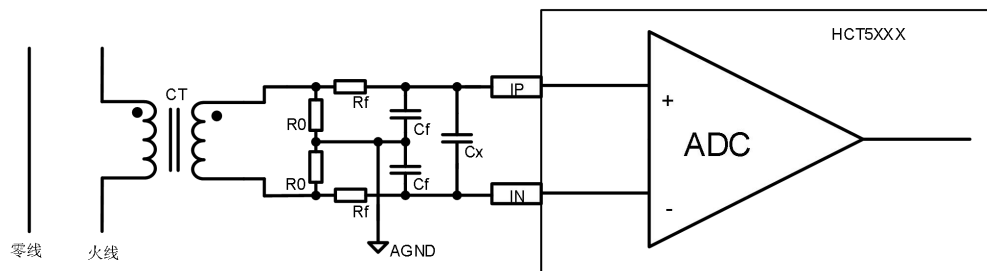 HCT5XXX
CT
Rf
IP
R0
Cf
+
ADC
Cx
R0
Cf
Rf
IN
-
AGND
零线
火线